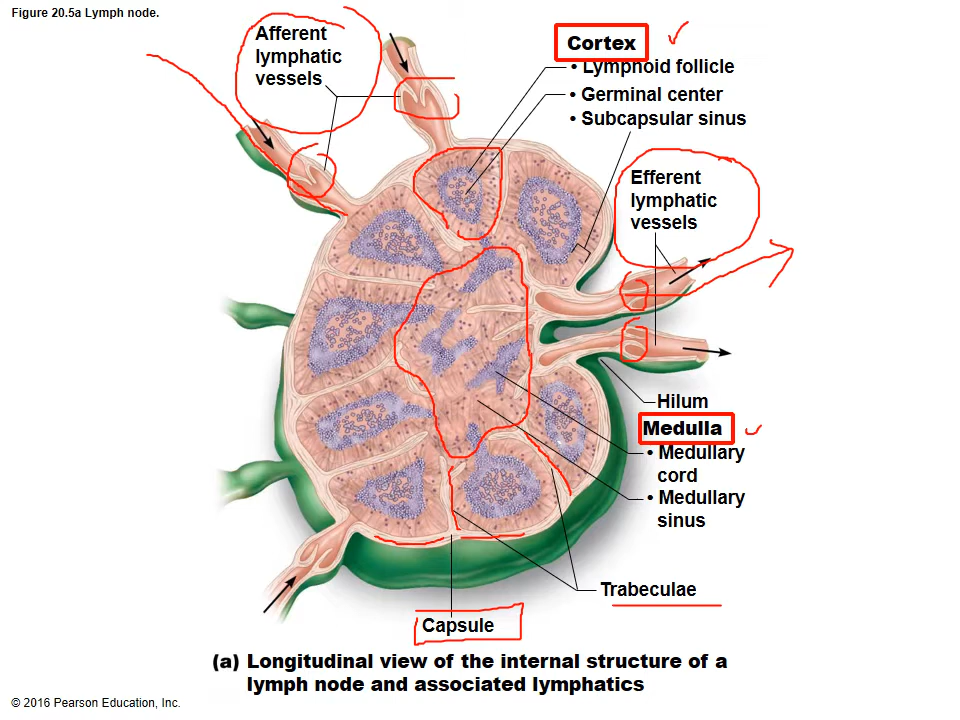 Figure 20.5a Lymph node.
Afferent
lymphatic
vessels
Cortex
• Lymphoid follicle
• Germinal center
• Subcapsular sinus
Efferent
lymphatic
vessels
Hilum
Medulla
• Medullary
cord
• Medullary
sinus
Trabeculae
Capsule
(a) Longitudinal view of the internal structure of a
lymph node and associated lymphatics
© 2016 Pearson Education, Inc.